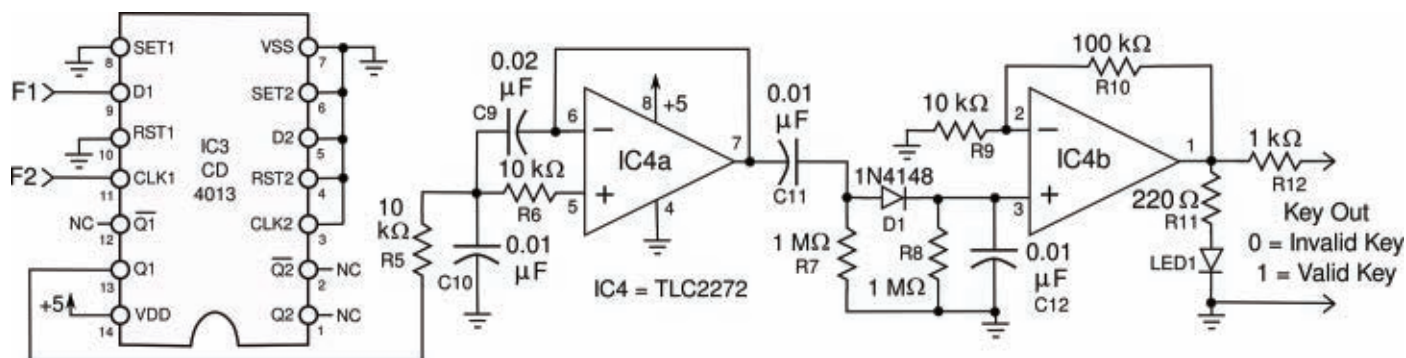 SET1
8
F1
D1
9
RST1
10
F2
CLK1
11
NC
Q1
12
Q1
13
+5
VDD
14
IC3
CD
4013
VSS
7
SET2
6
D2
5
RST2
4
CLK2
3
Q2
NC
2
Q2
NC
1
10
kΩ
R5
0.02
µF
C9
10 kΩ
R6
0.01
µF
C10
6
5
8
+5
IC4a
7
4
IC4 = TLC2272
0.01
µF
C11
1N4148
D1
1 MΩ
R7
R8
1 MΩ
0.01
µF
C12
10 kΩ
R9
100 kΩ
R10
2
3
IC4b
1
1 kΩ
R12
220 Ω
R11
LED1
Key Out
0 = Invalid Key
1 = Valid Key